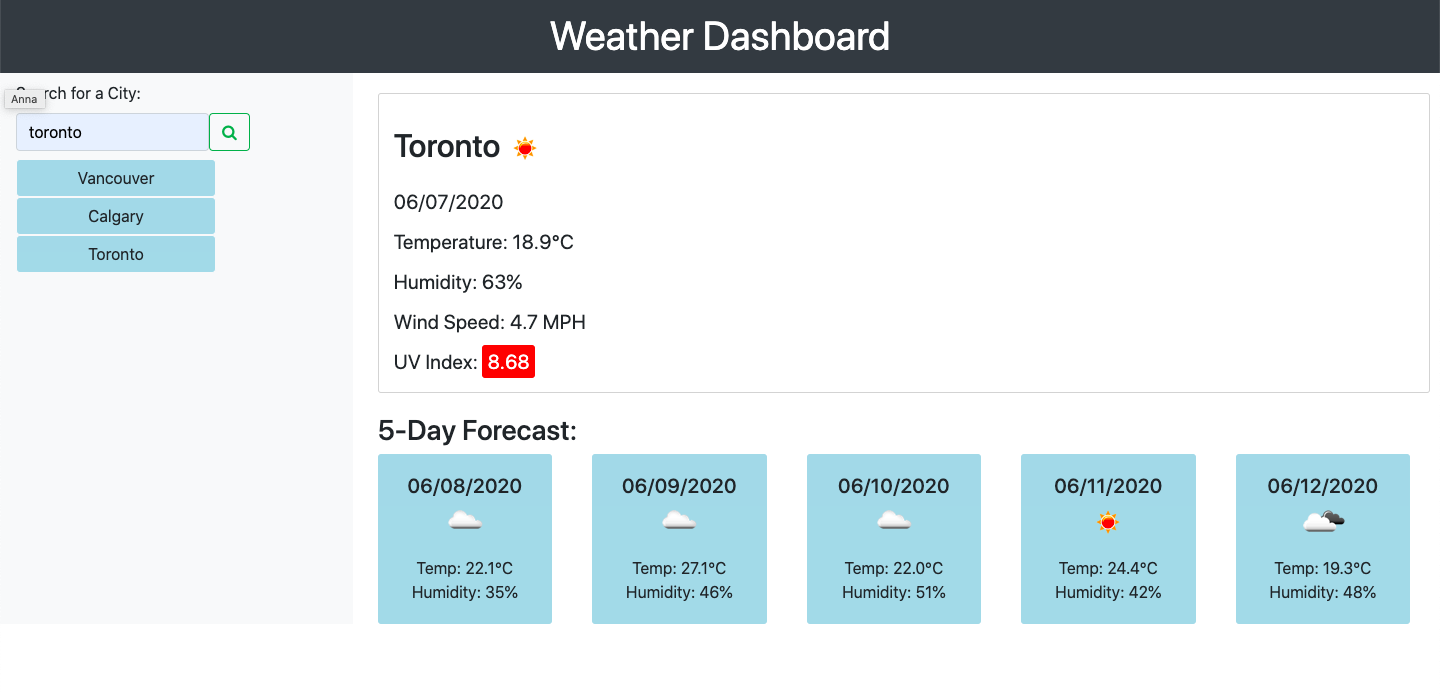 Weather Dashboard
rch for a City:
Anna
toronto
Vancouver
Calgary
Toronto
Toronto
06/07/2020
Temperature: 18.9°C
Humidity: 63%
Wind Speed: 4.7 MPH
UV Index: 8.68
5-Day Forecast:
06/08/2020
Temp: 22.1°C
Humidity: 35%
06/09/2020
Temp: 27.1°C
Humidity: 46%
06/10/2020
Temp: 22.0°C
Humidity: 51%
06/11/2020
Temp: 24.4°C
Humidity: 42%
06/12/2020
Temp: 19.3°C
Humidity: 48%